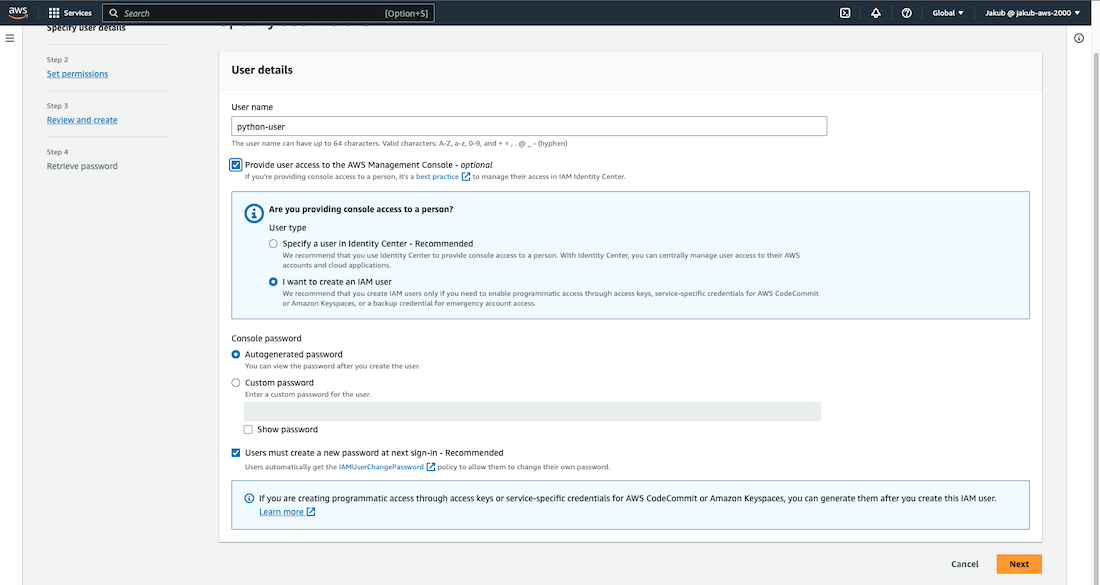 aws
Services
Search
[Option+S]
Global
Jakub @ jakub-aws-2000
Specify user details
Step 2
Set permissions
Step 3
Review and create
Step 4
Retrieve password
User details
User name
python-user
The user name can have up to 64 characters. Valid characters: A-Z, a-z, 0-9, and + = , . @ _ - (hyphen)
Provide user access to the AWS Management Console - optional
If you're providing console access to a person, it's a best practice to manage their access in IAM Identity Center.
Are you providing console access to a person?
User type
Specify a user in Identity Center - Recommended
We recommend that you use Identity Center to provide console access to a person. With Identity Center, you can centrally manage user access to their AWS
accounts and cloud applications.
I want to create an IAM user
We recommend that you create IAM users only if you need to enable programmatic access through access keys, service-specific credentials for AWS CodeCommit
or Amazon Keyspaces, or a backup credential for emergency account access.
Console password
Autogenerated password
You can view the password after you create the user.
Custom password
Enter a custom password for the user.
Show password
Users must create a new password at next sign-in - Recommended
Users automatically get the IAMUserChangePassword policy to allow them to change their own password.
If you are creating programmatic access through access keys or service-specific credentials for AWS CodeCommit or Amazon Keyspaces, you can generate them after you create this IAM user.
Learn more
Cancel
Next